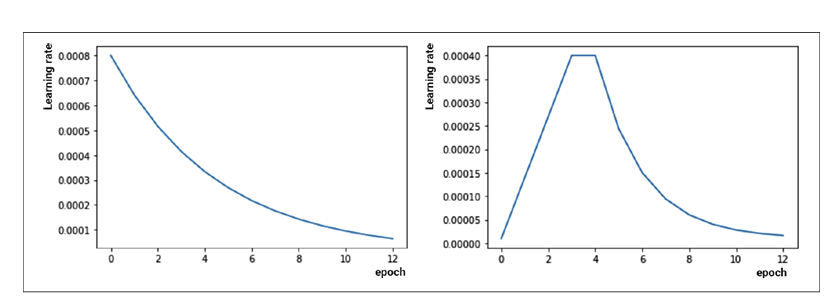 Learning rate
0.0008
0.0007
0.0006
0.0005
0.0004
0.0003
0.0002
0.0001
0 2 4 6 8 10 12
epoch
Learning rate
0.00040
0.00035
0.00030
0.00025
0.00020
0.00015
0.00010
0.00005
0.00000
0 2 4 6 8 10 12
epoch